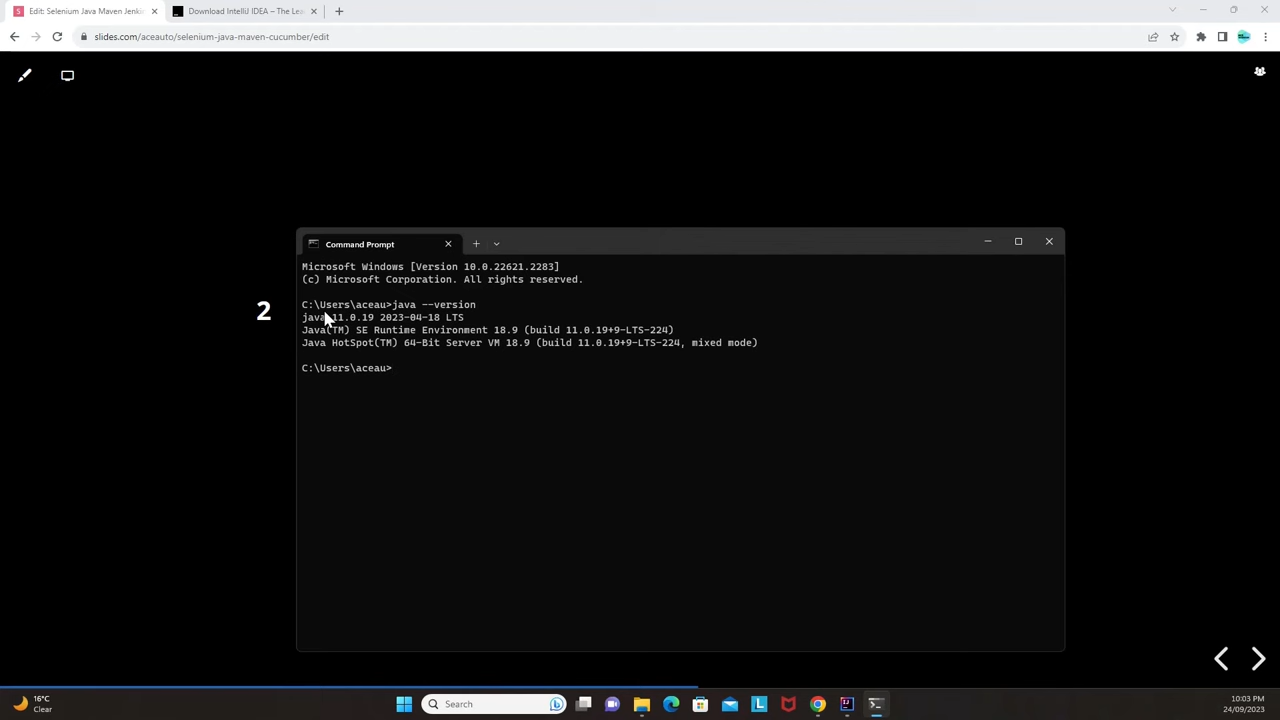 Edit: Selenium Java Maven Jenki
Download IntelliJ IDEA – The Lea
slides.com/aceauto/selenium-java-maven-cucumber/edit
Command Prompt
Microsoft Windows [Version 10.0.22621.2283]
(c) Microsoft Corporation. All rights reserved.
C:\Users\aceau>java --version
java 11.0.19 2023-04-18 LTS
Java(TM) SE Runtime Environment 18.9 (build 11.0.19+9-LTS-224)
Java HotSpot(TM) 64-Bit Server VM 18.9 (build 11.0.19+9-LTS-224, mixed mode)
C:\Users\aceau>
2
16°C
Clear
Search
10:03 PM
24/09/2023